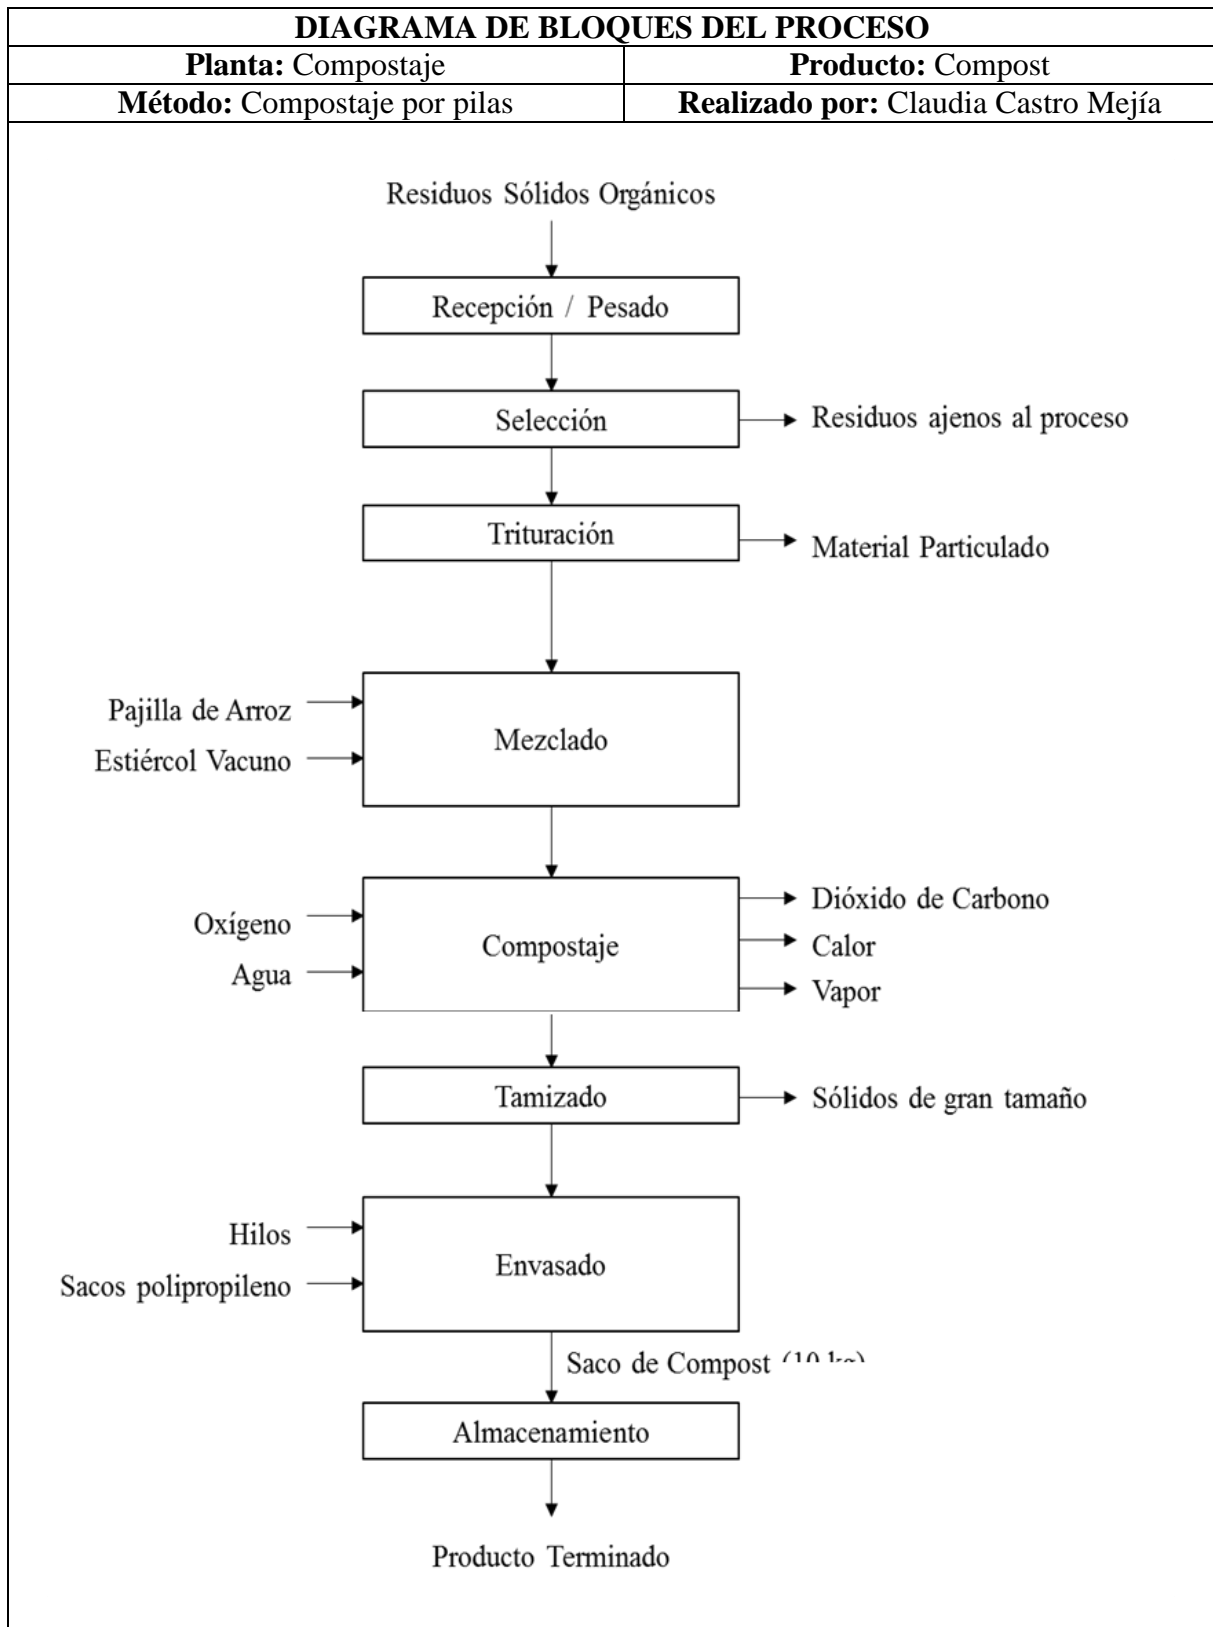 DIAGRAMA DE BLOQUES DEL PROCESO
Planta: Compostaje
Producto: Compost
Método: Compostaje por pilas
Realizado por: Claudia Castro Mejía
Residuos Sólidos Orgánicos
Recepción / Pesado
Selección
Residuos ajenos al proceso
Trituración
Material Particulado
Pajilla de Arroz
Estiércol Vacuno
Mezclado
Oxígeno
Agua
Compostaje
Dióxido de Carbono
Calor
Vapor
Tamizado
Sólidos de gran tamaño
Hilos
Sacos polipropileno
Envasado
Saco de Compost
Almacenamiento
Producto Terminado